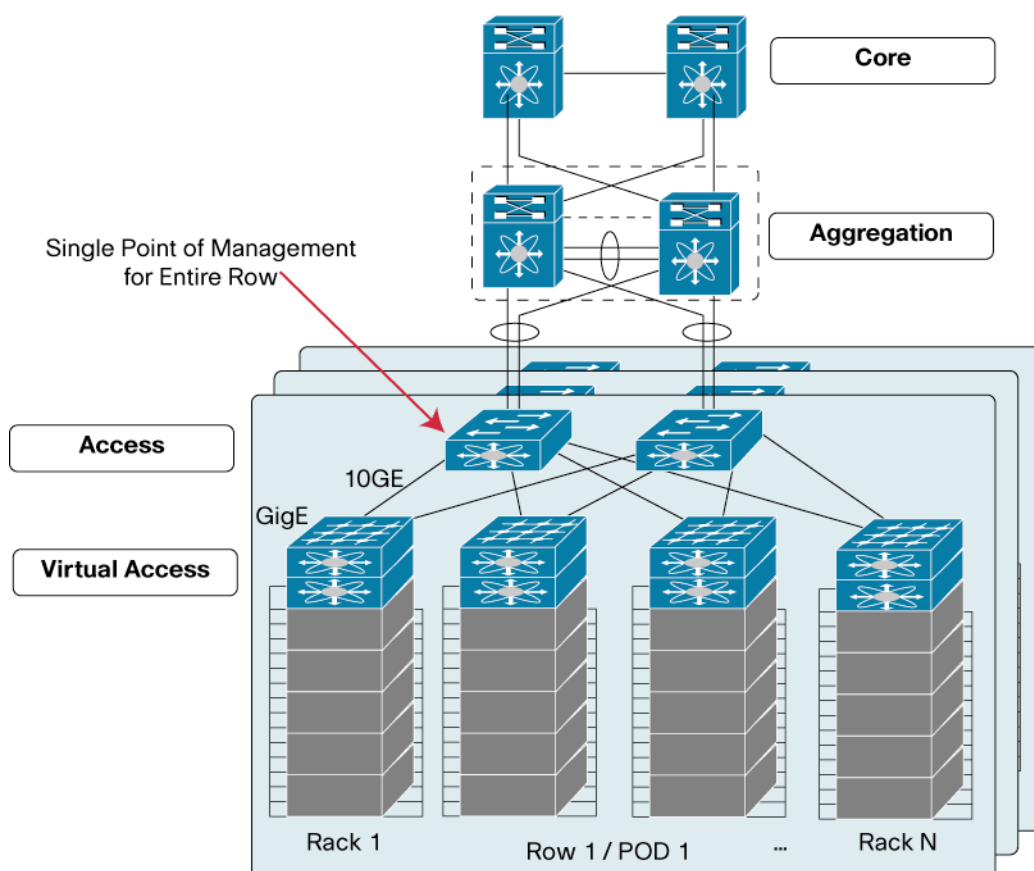 Core
Aggregation
Single Point of Management
for Entire Row
Access
10GE
GigE
Virtual Access
Rack 1
Row 1 / POD 1
...
Rack N